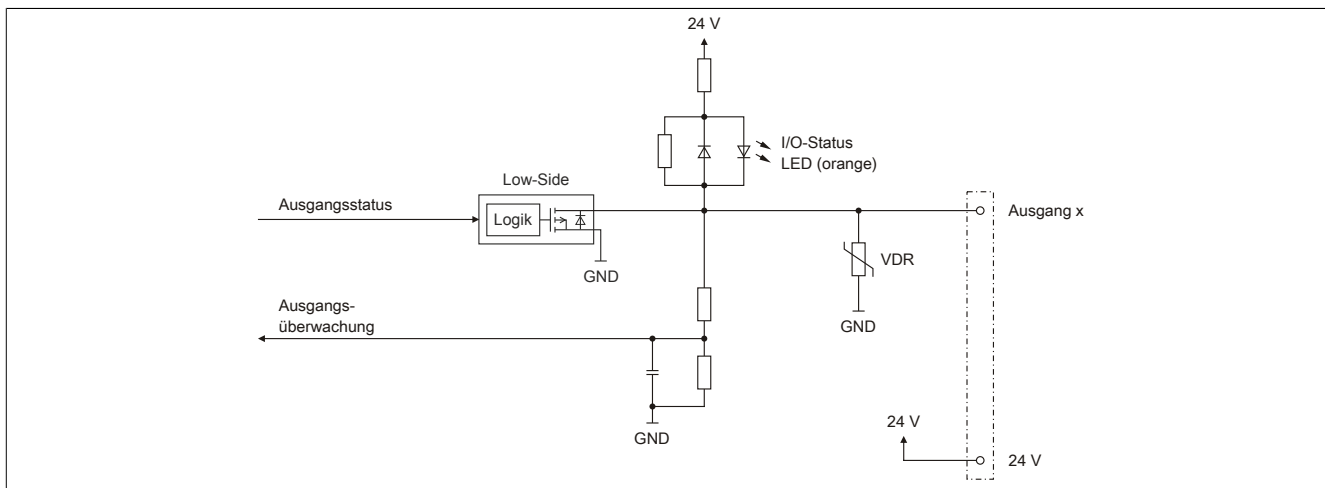 24 V
I/O-Status
LED (orange)
Low-Side
Ausgangsstatus
Logik
Ausgang x
GND
VDR
Ausgangs-
überwachung
GND
24 V
GND
24 V